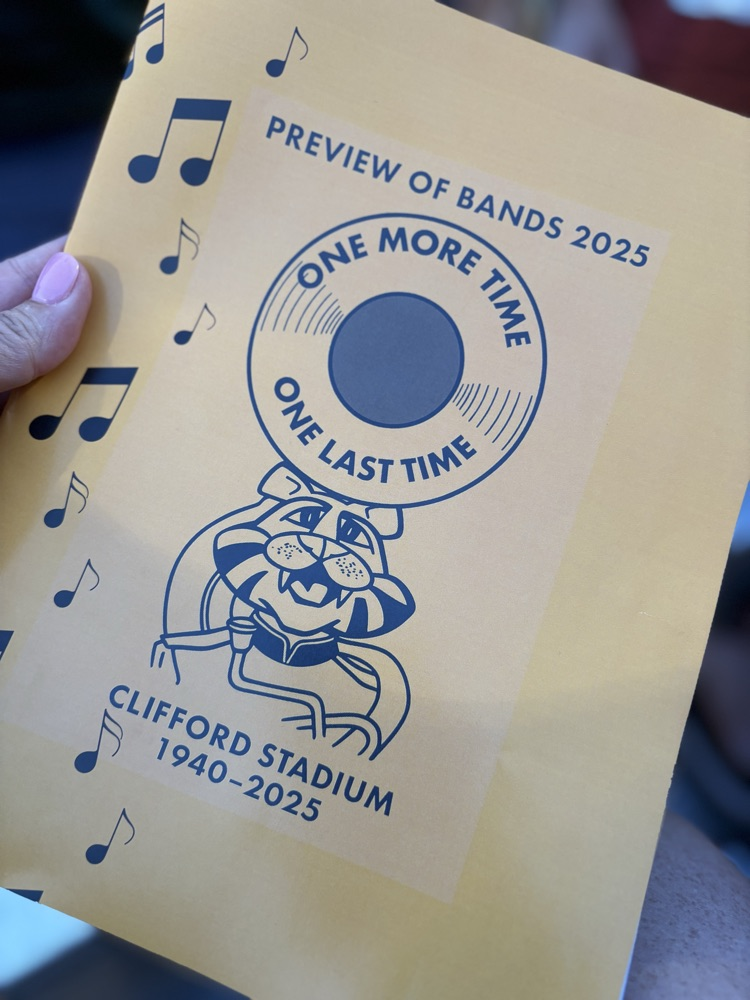 PREVIEW OF BANDS 2025
ONE MORE TIME
ONE LAST TIME
CLIFFORD STADIUM
1940–2025